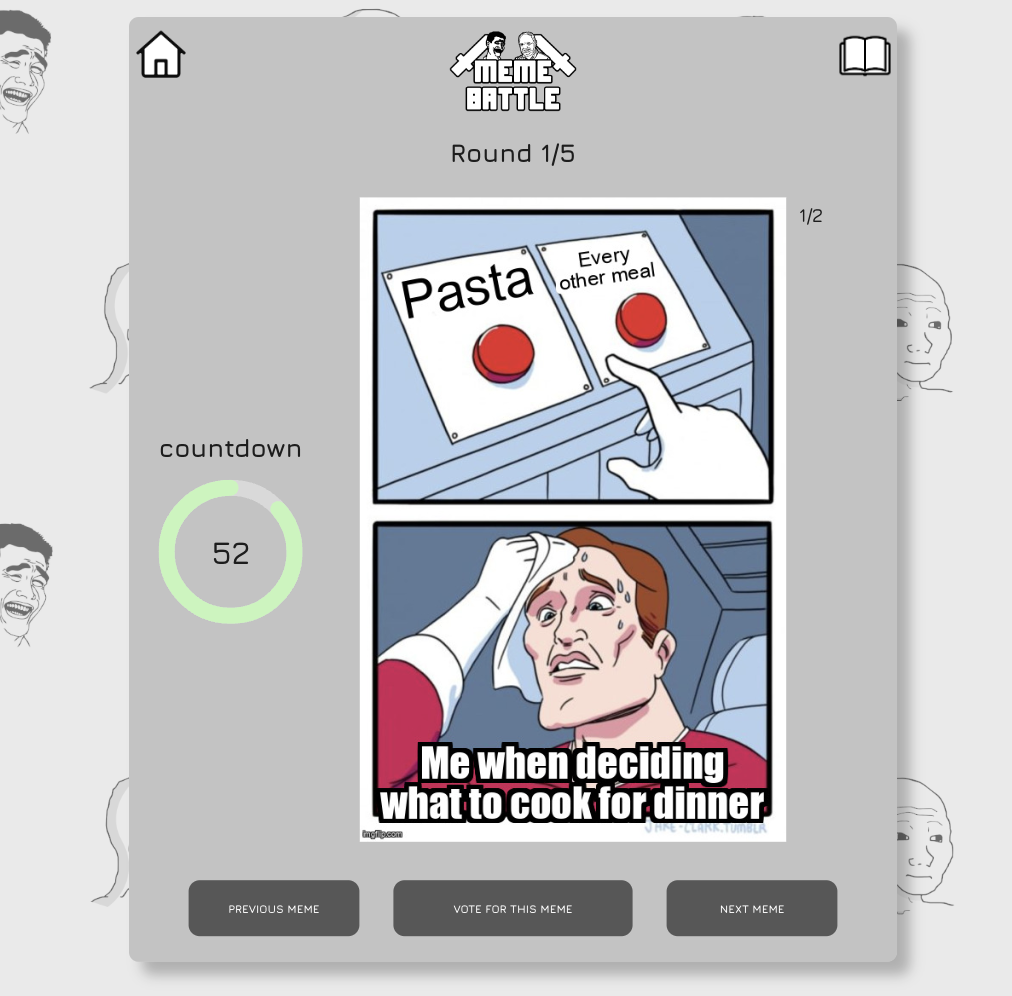 MEME
BATTLE
Round 1/5
1/2
Pasta
Every
other meal
countdown
52
Me when deciding
what to cook for dinner
JAKE-CLARK.TUMBLR
imgflip.com
PREVIOUS MEME
VOTE FOR THIS MEME
NEXT MEME